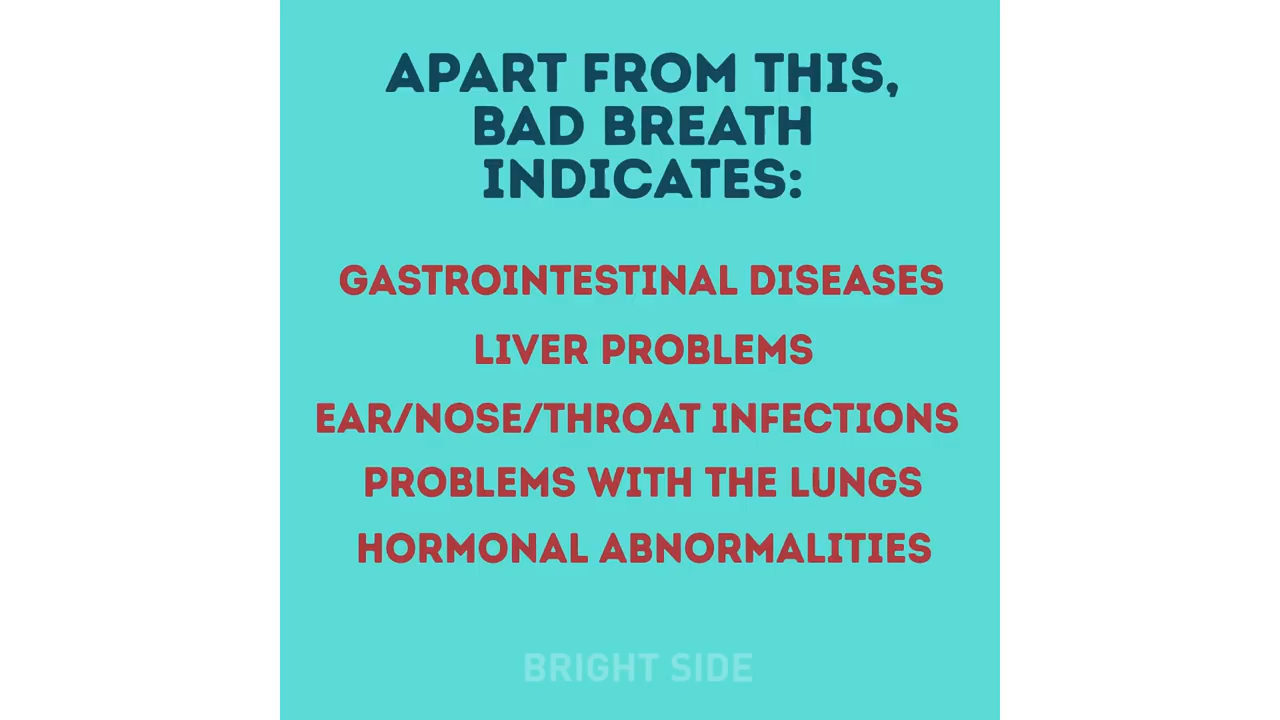 APART FROM THIS,
BAD BREATH
INDICATES:
GASTROINTESTINAL DISEASES
LIVER PROBLEMS
EAR/NOSE/THROAT INFECTIONS
PROBLEMS WITH THE LUNGS
HORMONAL ABNORMALITIES
BRIGHT SIDE